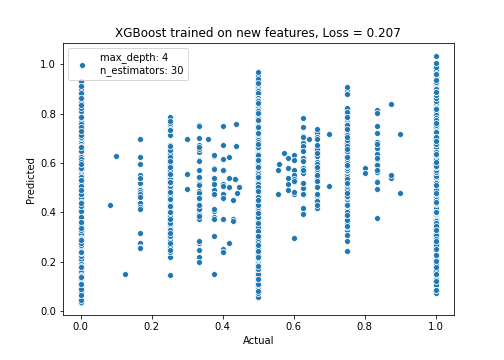 XGBoost trained on new features, Loss = 0.207
max_depth: 4
n_estimators: 30
Predicted
1.0
0.8
0.6
0.4
0.2
0.0
0.0 0.2 0.4 0.6 0.8 1.0
Actual